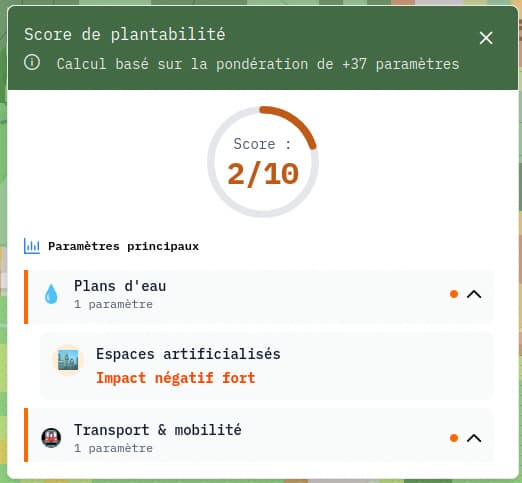 Score de plantabilité
Calcul basé sur la pondération de +37 paramètres
Score :
2/10
Paramètres principaux
Plans d'eau
1 paramètre
Espaces artificialisés
Impact négatif fort
Transport & mobilité
1 paramètre